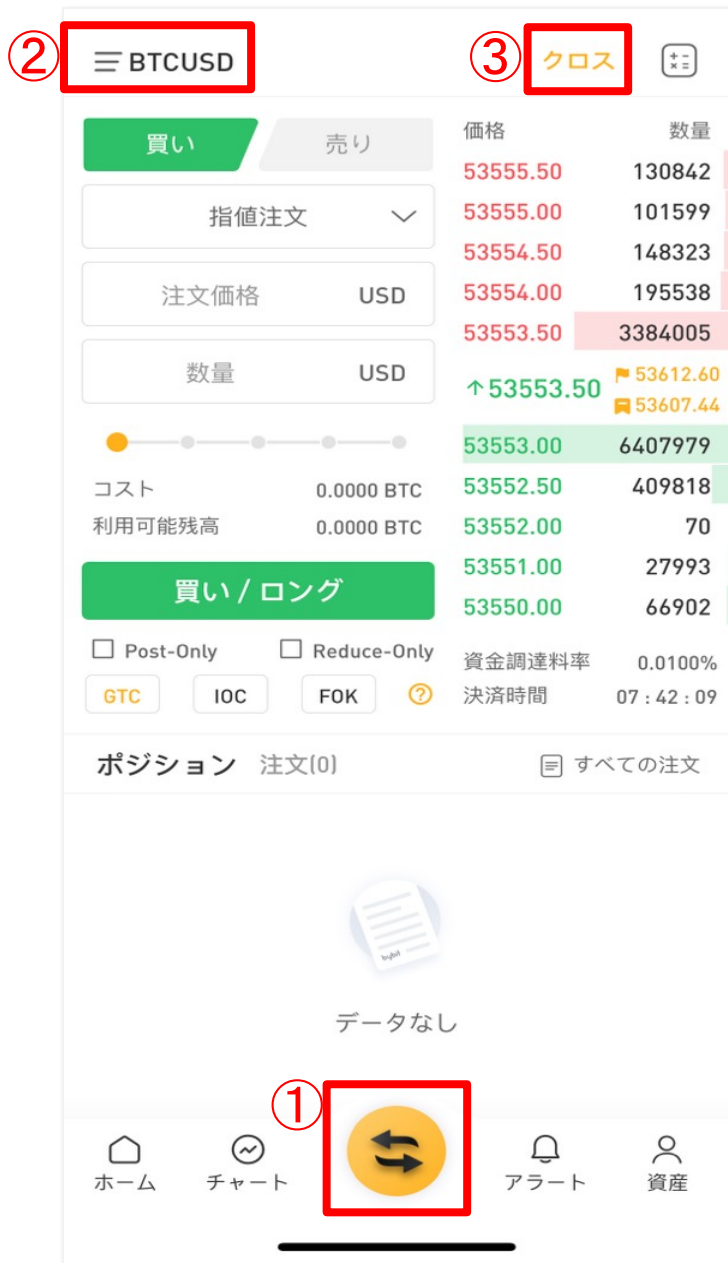 ② BTCUSD ③ クロス
買い 売り
指値注文
注文価格 USD
数量 USD
コスト 0.0000 BTC
利用可能残高 0.0000 BTC
買い / ロング
Post-Only Reduce-Only
GTC IOC FOK ?
価格 数量
53555.50 130842
53555.00 101599
53554.50 148323
53554.00 195538
53553.50 3384005
↑53553.50 53612.60
53607.44
53553.00 6407979
53552.50 409818
53552.00 70
53551.00 27993
53550.00 66902
資金調達料率 0.0100%
決済時間 07 : 42 : 09
ポジション 注文(0) すべての注文
bybit
データなし
①
ホーム チャート アラート 資産